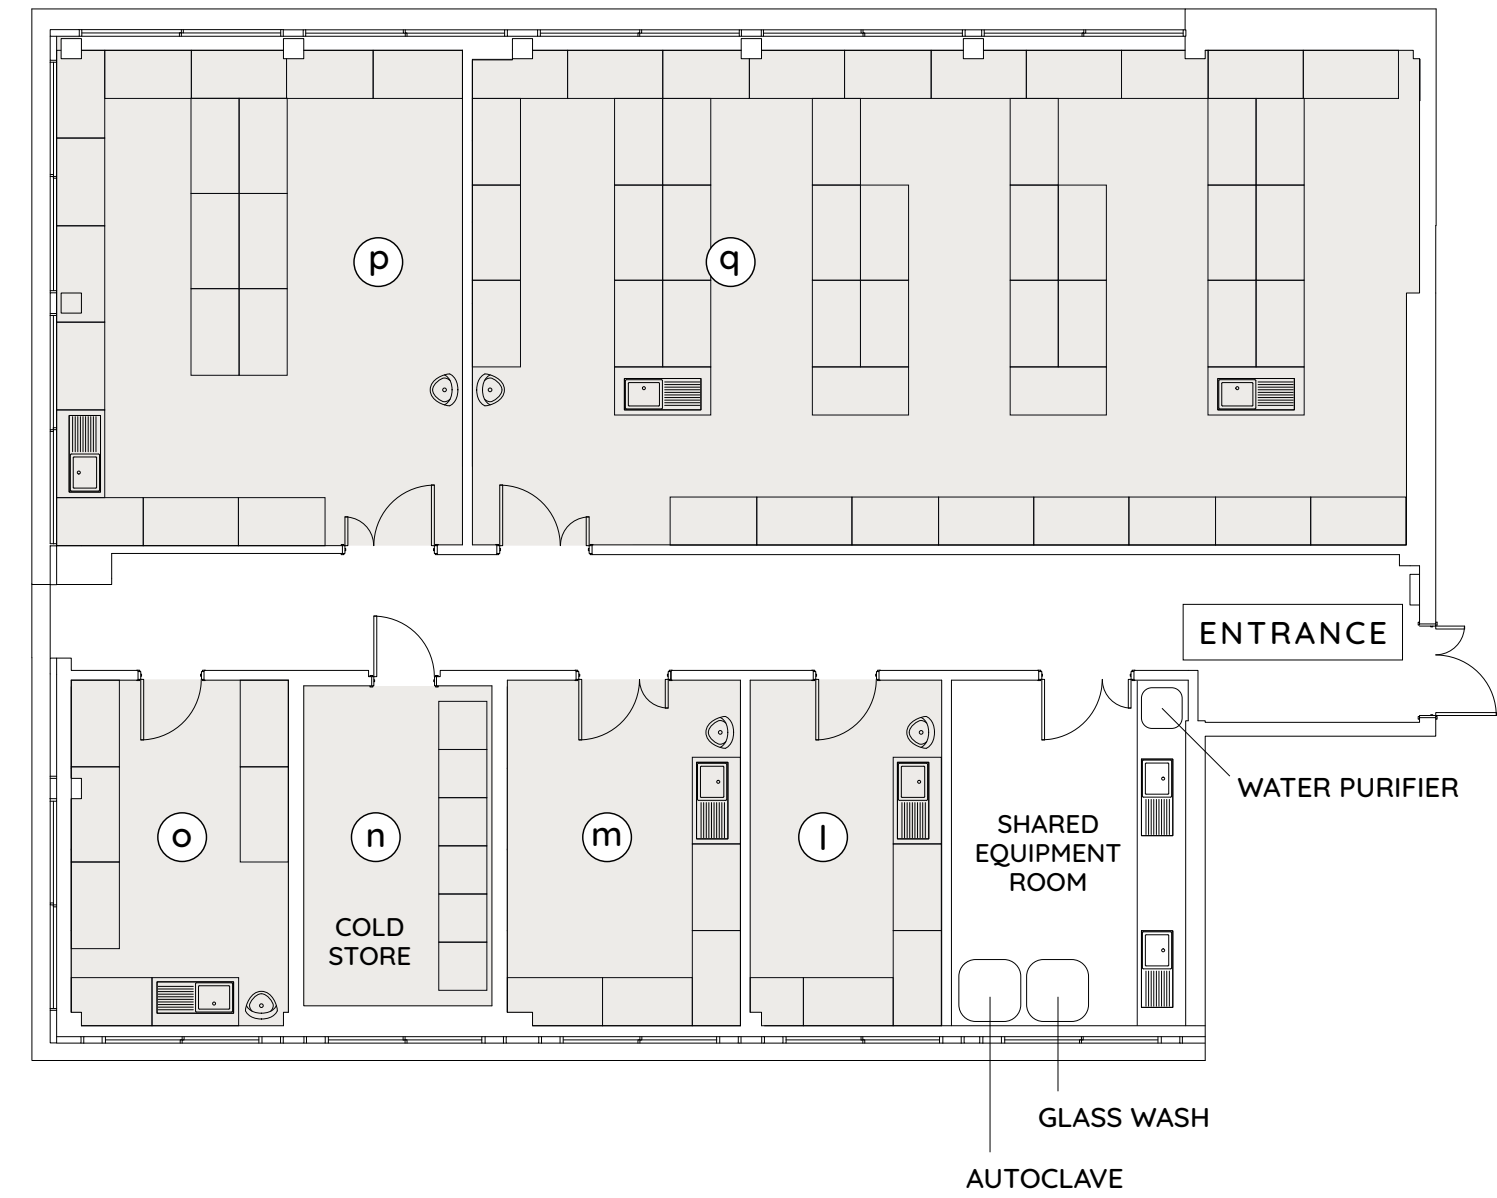 p
q
ENTRANCE
WATER PURIFIER
o
n
m
l
SHARED
EQUIPMENT
ROOM
COLD
STORE
GLASS WASH
AUTOCLAVE